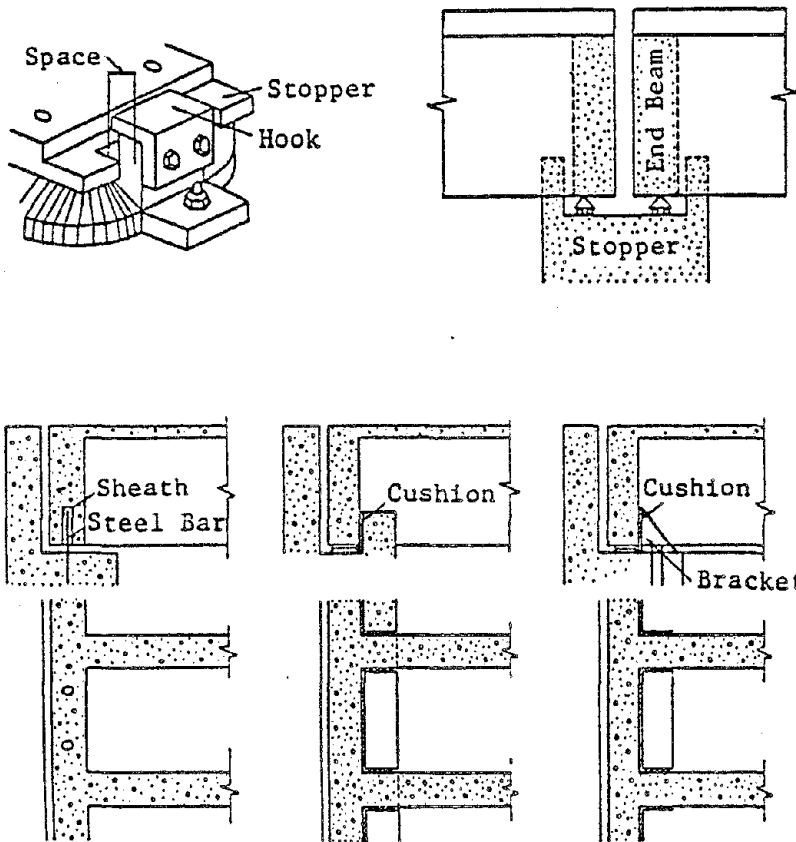 Space
Stopper
Hook
End Beam
Stopper
Sheath
Steel Bar
Cushion
Cushion
Bracket